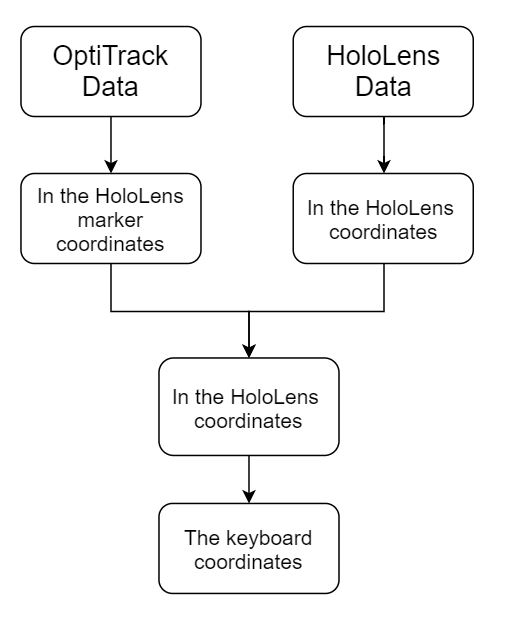 OptiTrack
Data
HoloLens
Data
In the HoloLens
marker
coordinates
In the HoloLens
coordinates
In the HoloLens
coordinates
The keyboard
coordinates